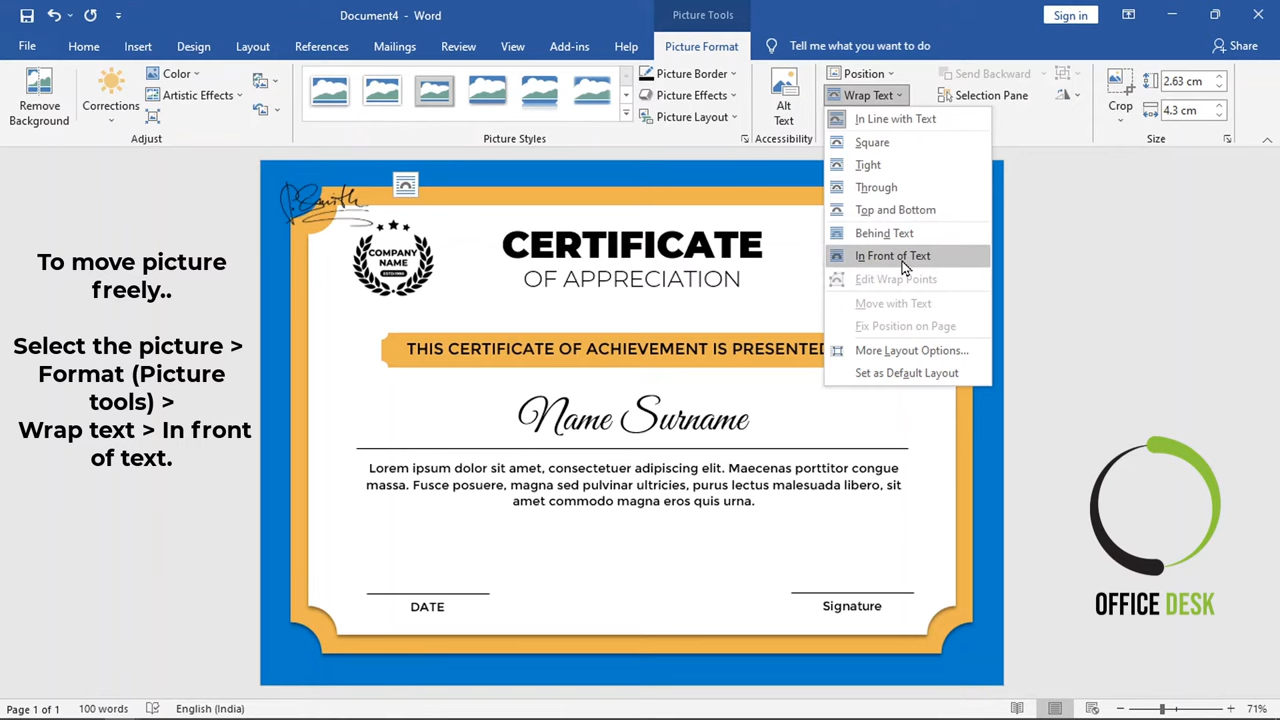 Document4 - Word
Picture Tools
Sign in
File
Home
Insert
Design
Layout
References
Mailings
Review
View
Add-ins
Help
Picture Format
Tell me what you want to do
Share
Remove
Background
Corrections
Color
Artistic Effects
Adjust
Picture Styles
Picture Border
Picture Effects
Picture Layout
Alt
Text
Accessibility
Position
Wrap Text
Send Backward
Selection Pane
Crop
2.63 cm
4.3 cm
Size
In Line with Text
Square
Tight
Through
Top and Bottom
Behind Text
In Front of Text
Edit Wrap Points
Move with Text
Fix Position on Page
More Layout Options...
Set as Default Layout
To move picture
freely..
Select the picture >
Format (Picture
tools) >
Wrap text > In front
of text.
COMPANY
NAME
ESTD.1990
CERTIFICATE
OF APPRECIATION
THIS CERTIFICATE OF ACHIEVEMENT IS PRESENTED
Name Surname
Lorem ipsum dolor sit amet, consectetuer adipiscing elit. Maecenas porttitor congue
massa. Fusce posuere, magna sed pulvinar ultricies, purus lectus malesuada libero, sit
amet commodo magna eros quis urna.
DATE
Signature
OFFICE DESK
Page 1 of 1
100 words
English (India)
71%